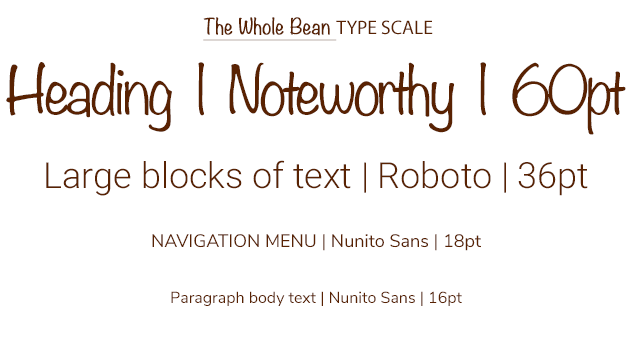 The Whole Bean TYPE SCALE
Heading | Noteworthy | 60pt
Large blocks of text | Roboto | 36pt
NAVIGATION MENU | Nunito Sans | 18pt
Paragraph body text | Nunito Sans | 16pt